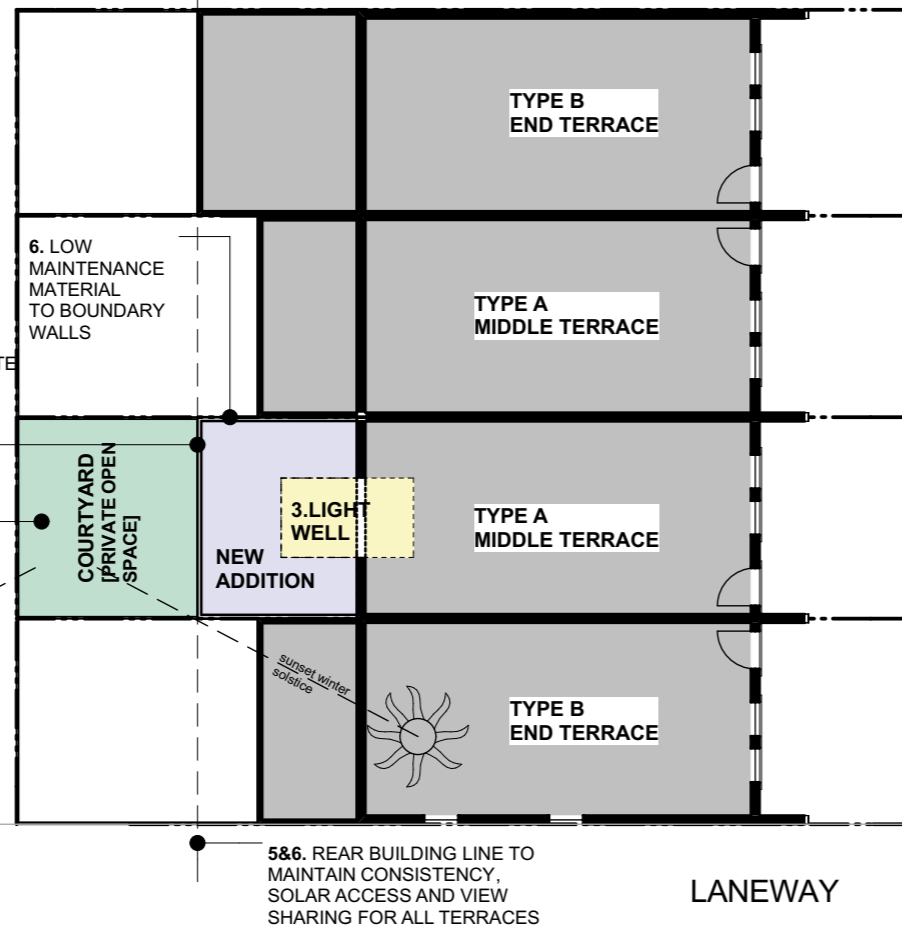 TYPE B
END TERRACE
6. LOW
MAINTENANCE
MATERIAL
TO BOUNDARY
WALLS
TYPE A
MIDDLE TERRACE
COURTYARD
[PRIVATE OPEN
SPACE]
3.LIGHT
WELL
NEW
ADDITION
TYPE A
MIDDLE TERRACE
sunset winter
solstice
TYPE B
END TERRACE
5&6. REAR BUILDING LINE TO
MAINTAIN CONSISTENCY,
SOLAR ACCESS AND VIEW
SHARING FOR ALL TERRACES
LANEWAY